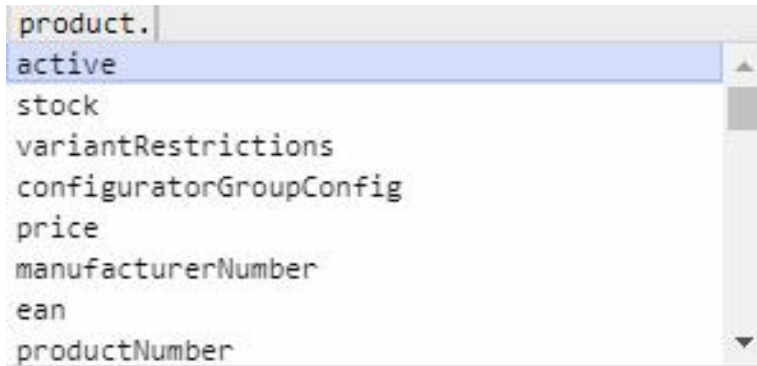 product.
active
stock
variantRestrictions
configuratorGroupConfig
price
manufacturerNumber
ean
productNumber